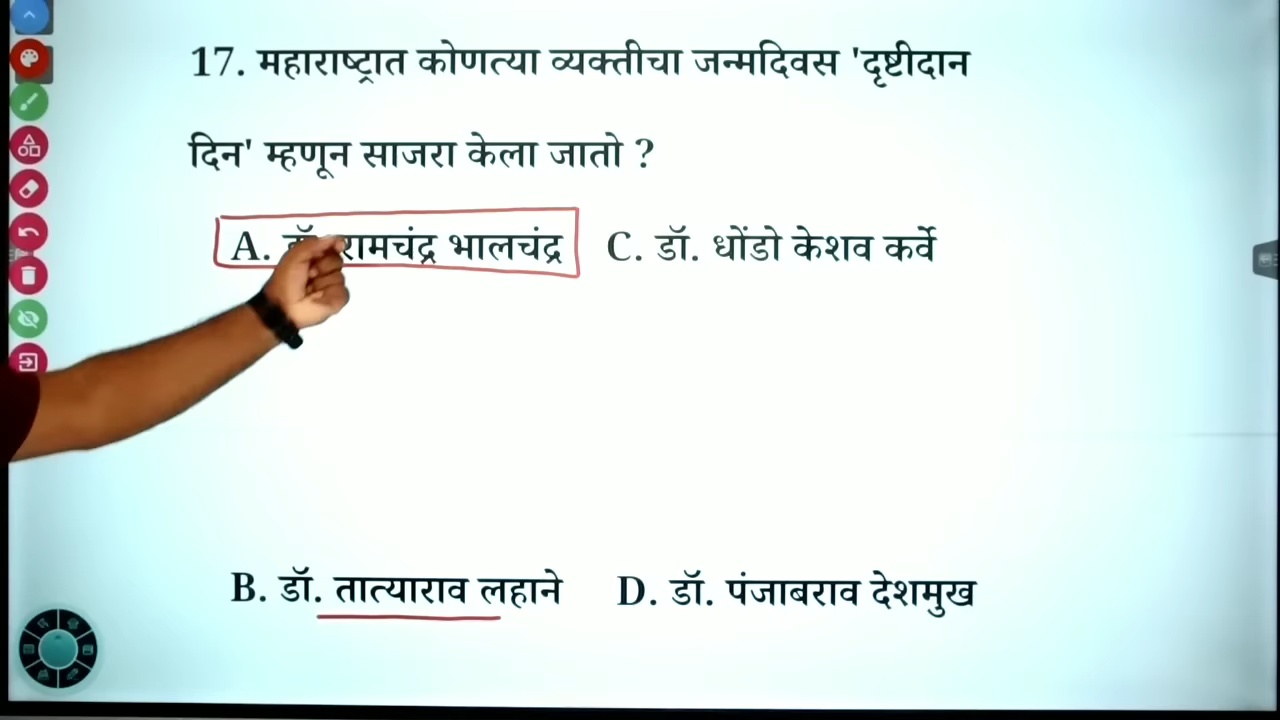 17. महाराष्ट्रात कोणत्या व्यक्तीचा जन्मदिवस 'दृष्टीदान
दिन' म्हणून साजरा केला जातो ?
A. डॉ. रामचंद्र भालचंद्र
C. डॉ. धोंडो केशव कर्वे
B. डॉ. तात्याराव लहाने
D. डॉ. पंजाबराव देशमुख